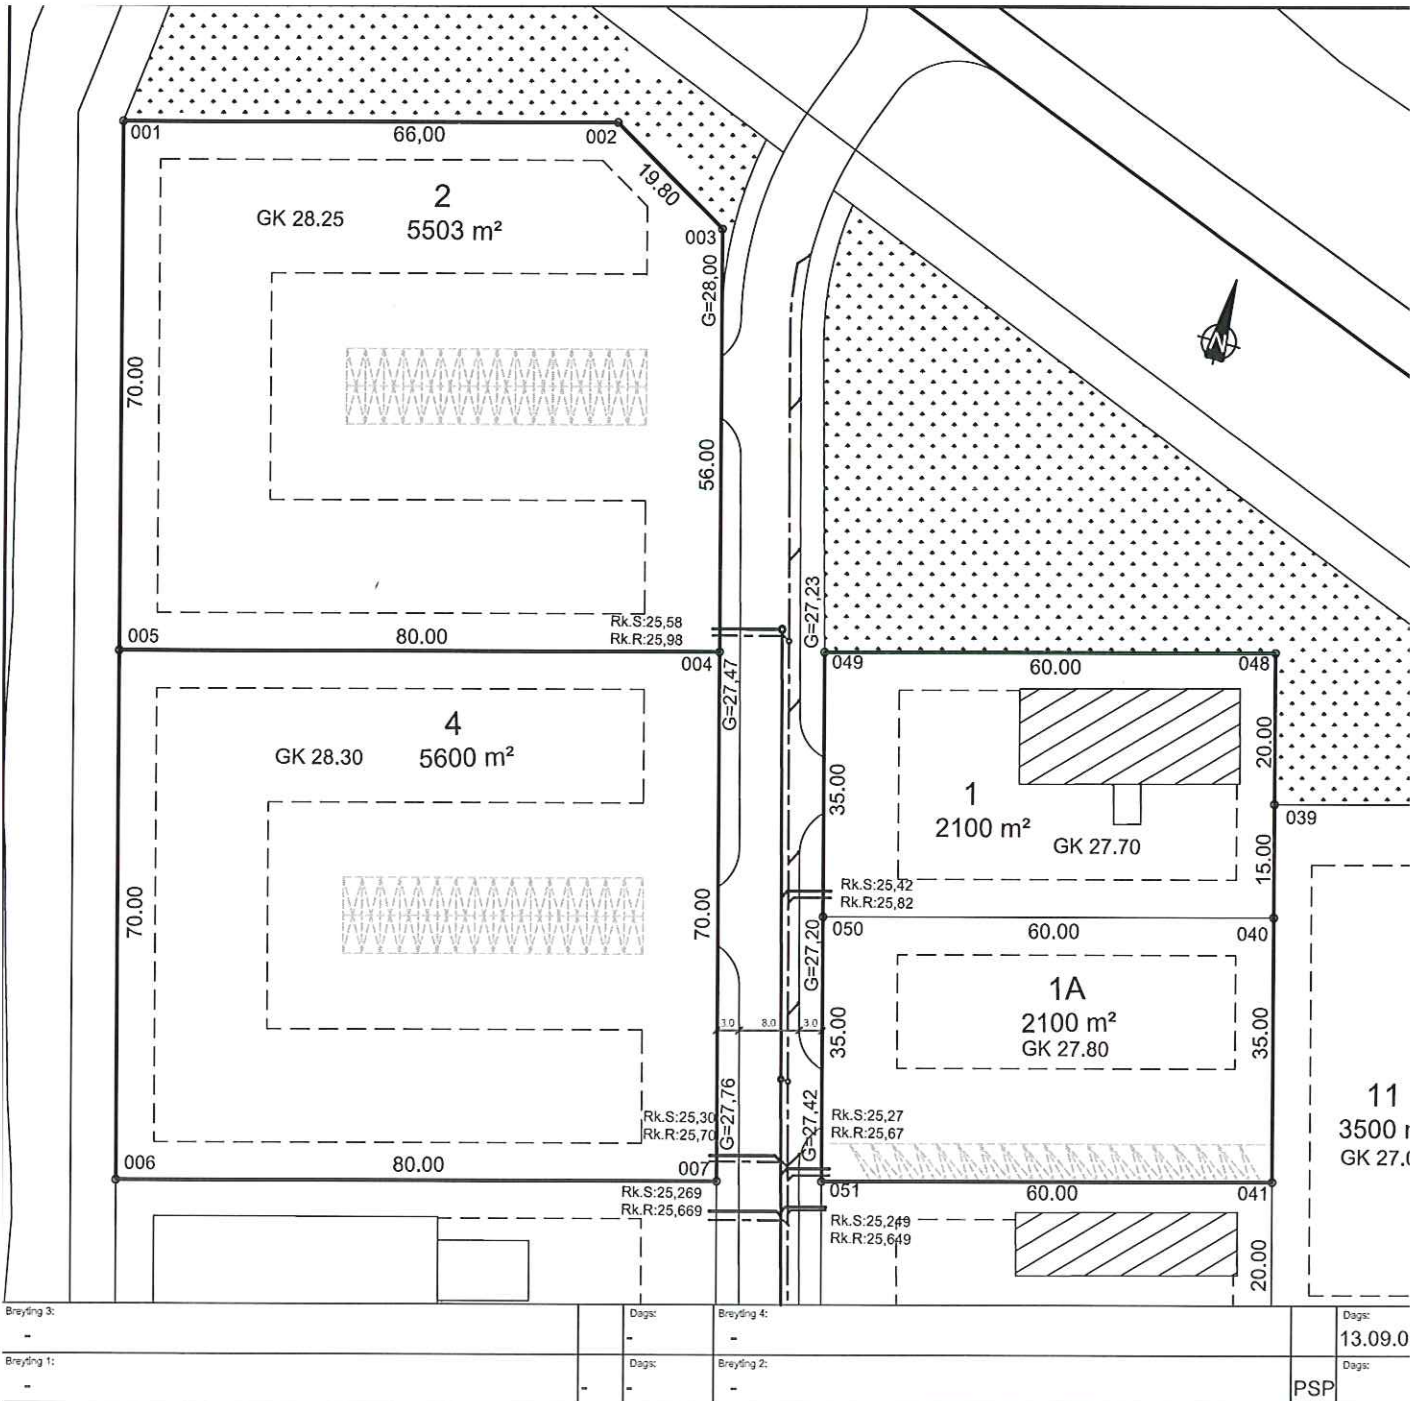 001
66,00
002
19.80
2
GK 28.25
5503 m²
003
G=28,00
N
70.00
56.00
G=27,23
Rk.S:25,58
005
80.00
Rk.R:25,98
004
049
60.00
048
G=27,47
4
GK 28.30
5600 m²
20.00
35.00
1
2100 m²
039
GK 27.70
15.00
Rk.S:25,42
Rk.R:25,82
70.00
70.00
050
60.00
040
G=27,20
1A
2100 m²
GK 27.80
3.0
8.0
3.0
35.00
35.00
11
3500
GK 27.
G=27,76
G=27,42
Rk.S:25,30
Rk.R:25,70
Rk.S:25,27
Rk.R:25,67
006
80.00
007
051
60.00
041
Rk.S:25,269
Rk.R:25,669
Rk.S:25,249
Rk.R:25,649
20.00
Breyting 3:
-
Dags:
-
Breyting 4:
-
Dags:
13.09.0
Breyting 1:
-
-
Dags:
-
Breyting 2:
-
PSP
Dags: